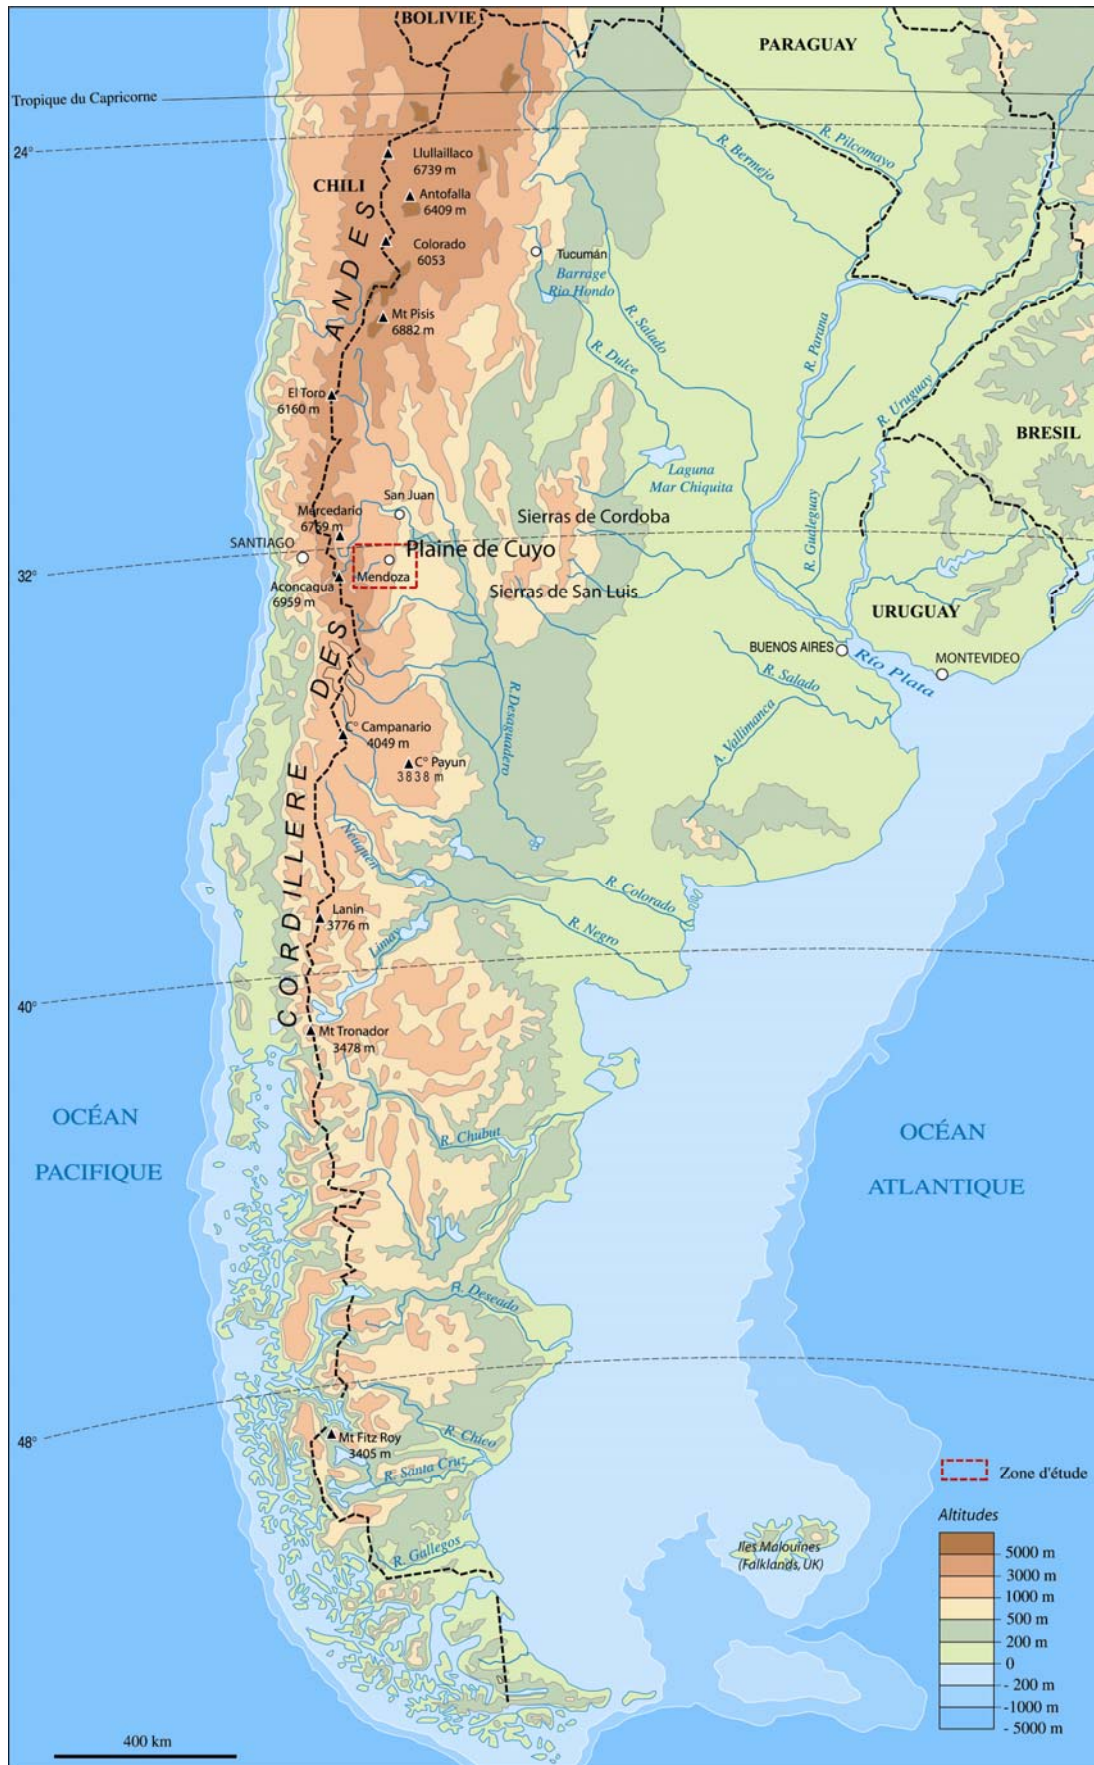 BOLIVIE
PARAGUAY
Tropique du Capricorne
24°
R. Pilcomayo
R. Bermejo
Llullaillaco
6739 m
CHILI
Antofalla
6409 m
Colorado
6053
Tucumán
Barrage
Rio Hondo
Mt Pisis
6882 m
R. Salado
R. Dulce
R. Parana
R. Uruguay
El Toro
6160 m
BRESIL
Laguna
Mar Chiquita
San Juan
Mercedario
6769 m
Sierras de Cordoba
R. Gualeguay
SANTIAGO
Plaine de Cuyo
32°
Mendoza
Aconcagua
6959 m
Sierras de San Luis
URUGUAY
BUENOS AIRES
Río Plata
MONTEVIDEO
R. Salado
A. Vallimanca
R. Desaguadero
C° Campanario
4049 m
C° Payun
3838 m
CORDILLERE DES ANDES
Neuquen
R. Colorado
Lanin
3776 m
R. Negro
Limay
40°
Mt Tronador
3478 m
OCÉAN
PACIFIQUE
R. Chubut
OCÉAN
ATLANTIQUE
R. Deseado
48°
Mt Fitz Roy
3405 m
R. Chico
R. Santa Cruz
R. Gallegos
Iles Malouines
(Falklands, UK)
Zone d'étude
Altitudes
5000 m
3000 m
1000 m
500 m
200 m
0
- 200 m
-1000 m
- 5000 m
400 km